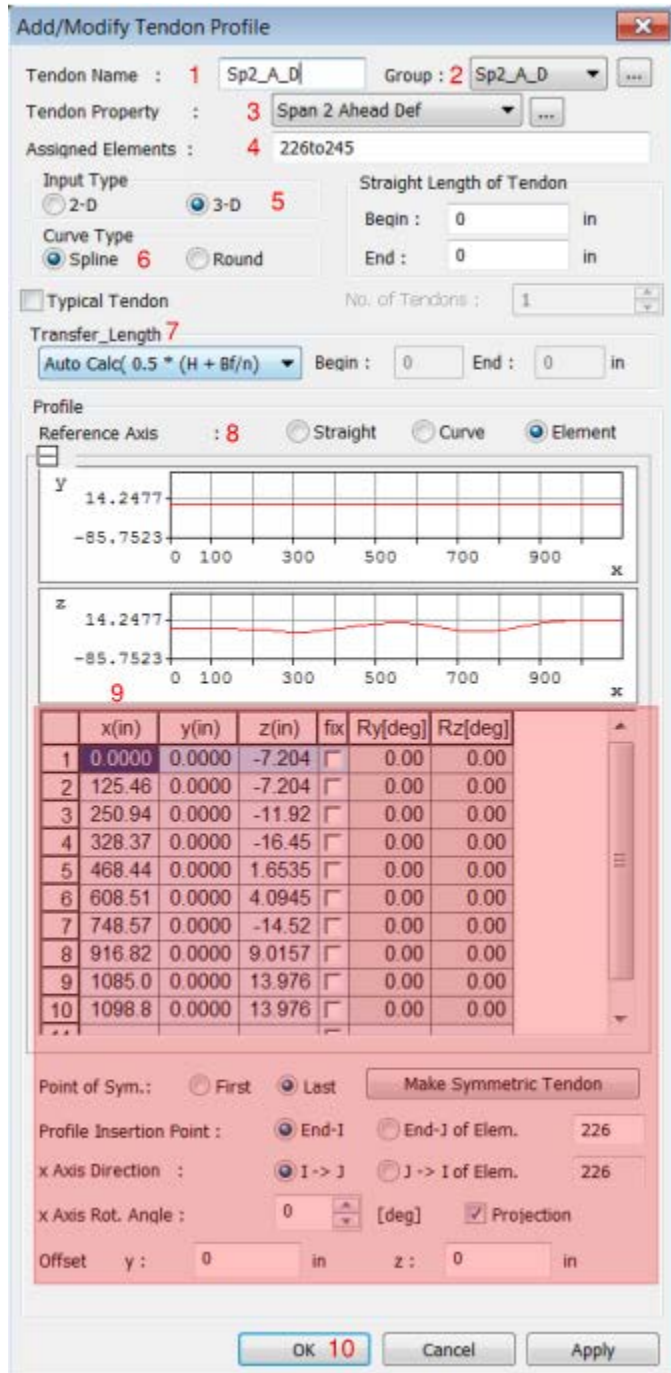 Add/Modify Tendon Profile
Tendon Name : 1 Sp2_A_D Group : 2 Sp2_A_D ...
Tendon Property : 3 Span 2 Ahead Def ...
Assigned Elements : 4 226to245
Input Type Straight Length of Tendon
2-D 3-D 5 Begin : 0 in
Curve Type
Spline 6 Round End : 0 in
Typical Tendon No. of Tendons : 1
Transfer_Length 7
Auto Calc( 0.5 * (H + Bf/n) Begin : 0 End : 0 in
Profile
Reference Axis : 8 Straight Curve Element
y
14.2477
-85.7523
0 100 300 500 700 900
x
z
14.2477
-85.7523
0 100 300 500 700 900
x
9
x(in) y(in) z(in) fix Ry[deg] Rz[deg]
1 0.0000 0.0000 -7.204 0.00 0.00
2 125.46 0.0000 -7.204 0.00 0.00
3 250.94 0.0000 -11.92 0.00 0.00
4 328.37 0.0000 -16.45 0.00 0.00
5 468.44 0.0000 1.6535 0.00 0.00
6 608.51 0.0000 4.0945 0.00 0.00
7 748.57 0.0000 -14.52 0.00 0.00
8 916.82 0.0000 9.0157 0.00 0.00
9 1085.0 0.0000 13.976 0.00 0.00
10 1098.8 0.0000 13.976 0.00 0.00
Point of Sym.: First Last Make Symmetric Tendon
Profile Insertion Point : End-I End-J of Elem. 226
x Axis Direction : I -> J J -> I of Elem. 226
x Axis Rot. Angle : 0 [deg] Projection
Offset y : 0 in z : 0 in
OK 10 Cancel Apply